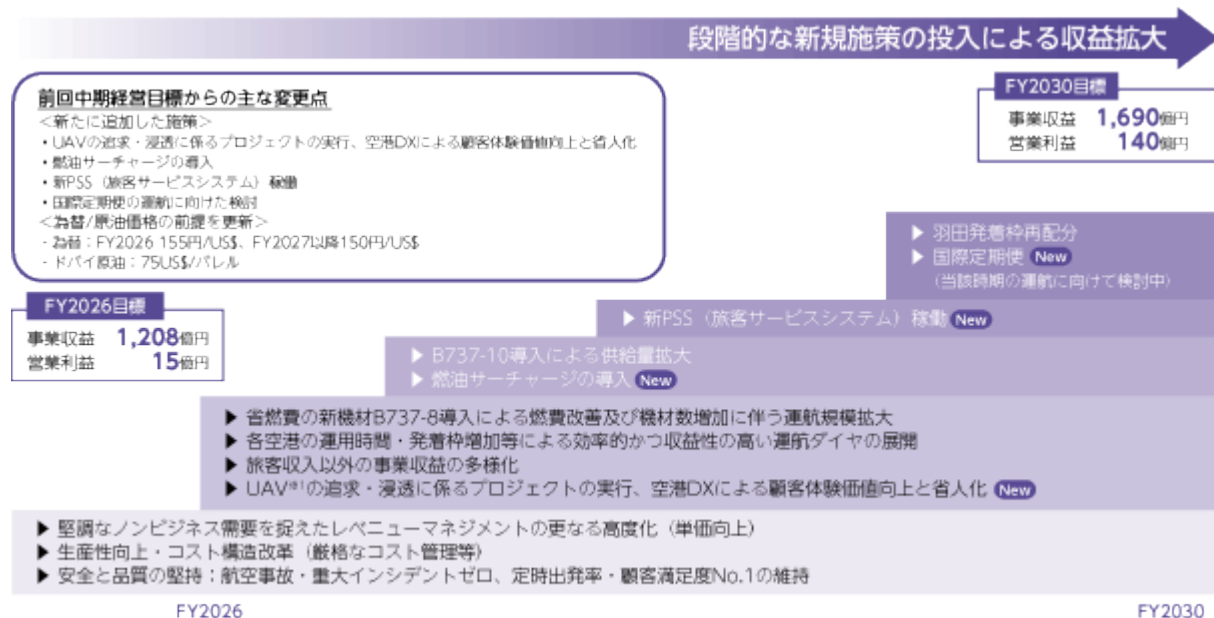 段階的な新規施策の投入による収益拡大
前回中期経営目標からの主な変更点
＜新たに追加した施策＞
・UAVの追求・浸透に係るプロジェクトの実行、空港DXによる顧客体験価値向上と省人化
・燃油サーチャージの導入
・新PSS（旅客サービスシステム）稼働
・国際定期便の運航に向けた検討
＜為替/原油価格の前提を更新＞
- 為替：FY2026 155円/US$、FY2027以降150円/US$
- ドバイ原油：75US$/バレル
FY2030目標
事業収益 1,690億円
営業利益 140億円
FY2026目標
事業収益 1,208億円
営業利益 15億円
▶ 羽田発着枠再配分
▶ 国際定期便 New
（当該時期の運航に向けて検討中）
▶ 新PSS（旅客サービスシステム）稼働 New
▶ B737-10導入による供給量拡大
▶ 燃油サーチャージの導入 New
▶ 省燃費の新機材B737-8導入による燃費改善及び機材数増加に伴う運航規模拡大
▶ 各空港の運用時間・発着枠増加等による効率的かつ収益性の高い運航ダイヤの展開
▶ 旅客収入以外の事業収益の多様化
▶ UAV※1の追求・浸透に係るプロジェクトの実行、空港DXによる顧客体験価値向上と省人化 New
▶ 堅調なノンビジネス需要を捉えたレベニューマネジメントの更なる高度化（単価向上）
▶ 生産性向上・コスト構造改革（厳格なコスト管理等）
▶ 安全と品質の堅持：航空事故・重大インシデントゼロ、定時出発率・顧客満足度No.1の維持
FY2026
FY2030